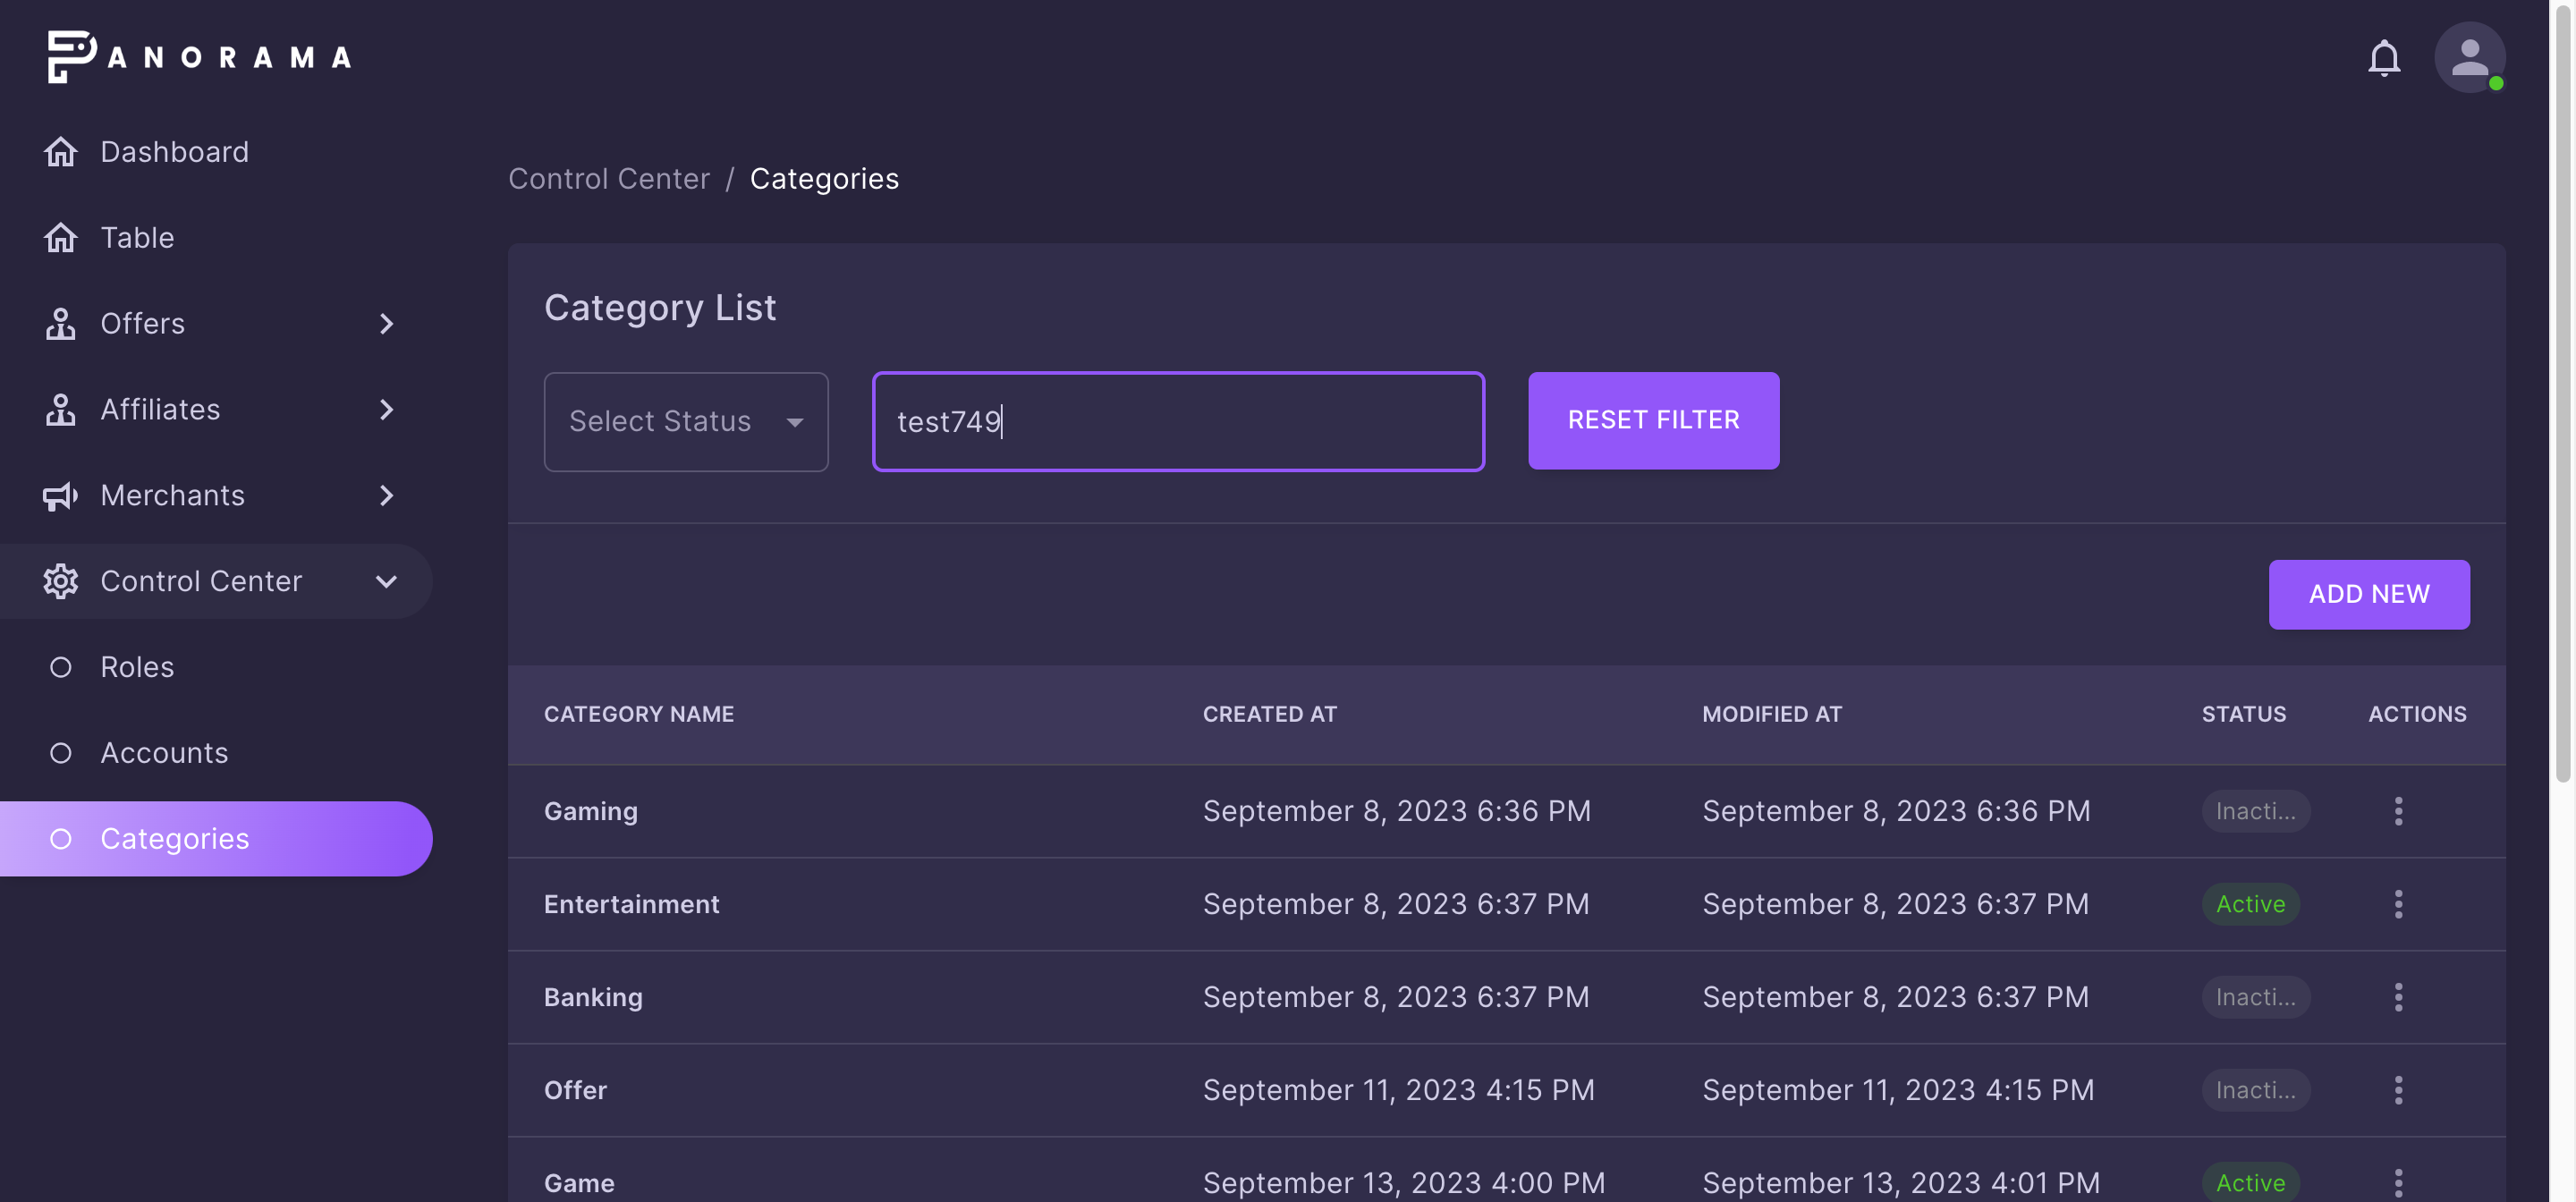 PANORAMA
Dashboard
Table
Offers
Affiliates
Merchants
Control Center
Roles
Accounts
Categories
Control Center / Categories
Category List
Select Status
test749
RESET FILTER
ADD NEW
CATEGORY NAME CREATED AT MODIFIED AT STATUS ACTIONS
Gaming September 8, 2023 6:36 PM September 8, 2023 6:36 PM Inacti...
Entertainment September 8, 2023 6:37 PM September 8, 2023 6:37 PM Active
Banking September 8, 2023 6:37 PM September 8, 2023 6:37 PM Inacti...
Offer September 11, 2023 4:15 PM September 11, 2023 4:15 PM Inacti...
Game September 13, 2023 4:00 PM September 13, 2023 4:01 PM Active